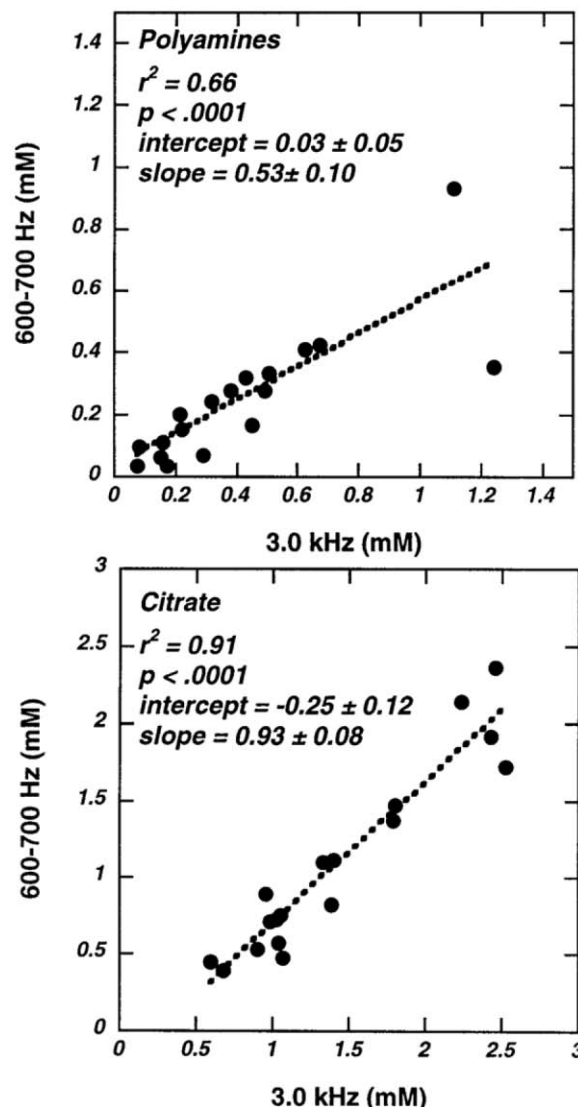 1.4
Polyamines
r² = 0.66
p < .0001
intercept = 0.03 ± 0.05
slope = 0.53± 0.10
1.2
1
0.8
0.6
0.4
0.2
0
600-700 Hz (mM)
0 0.2 0.4 0.6 0.8 1 1.2 1.4
3.0 kHz (mM)
3
Citrate
r² = 0.91
p < .0001
intercept = -0.25 ± 0.12
slope = 0.93 ± 0.08
2.5
2
1.5
1
0.5
0
600-700 Hz (mM)
0 0.5 1 1.5 2 2.5 3
3.0 kHz (mM)